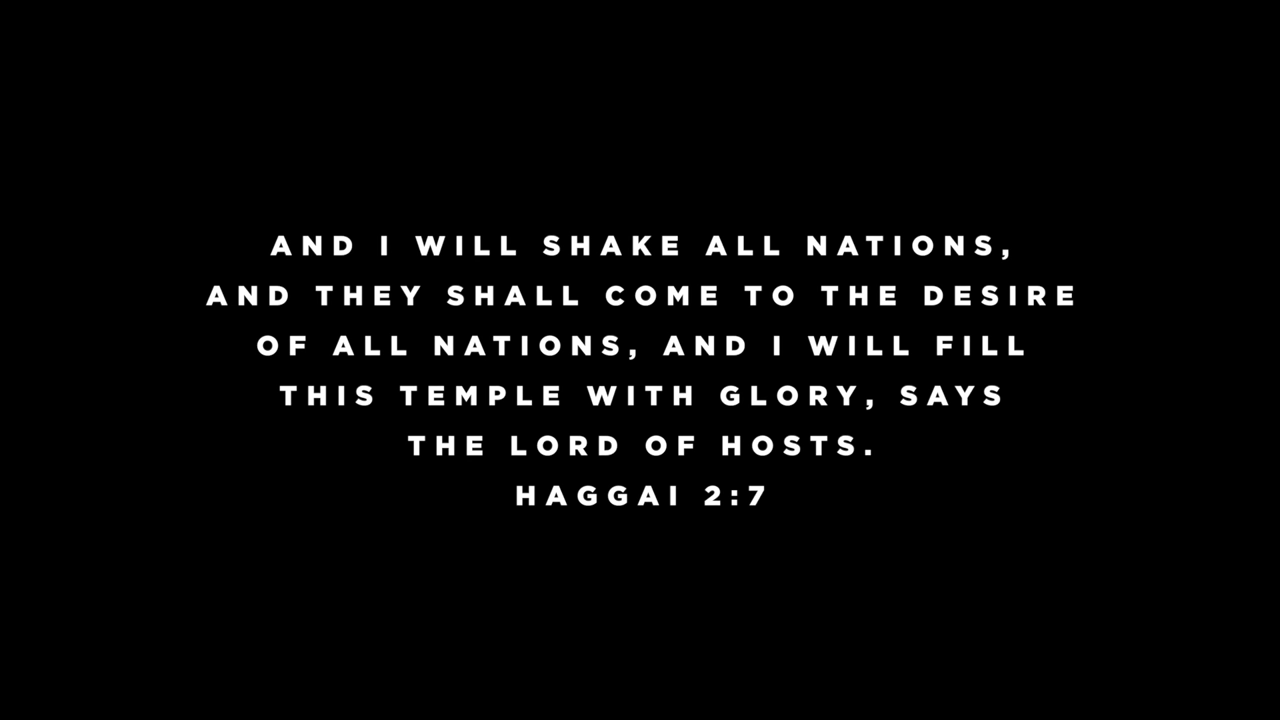 AND I WILL SHAKE ALL NATIONS,
AND THEY SHALL COME TO THE DESIRE
OF ALL NATIONS, AND I WILL FILL
THIS TEMPLE WITH GLORY, SAYS
THE LORD OF HOSTS.
HAGGAI 2:7